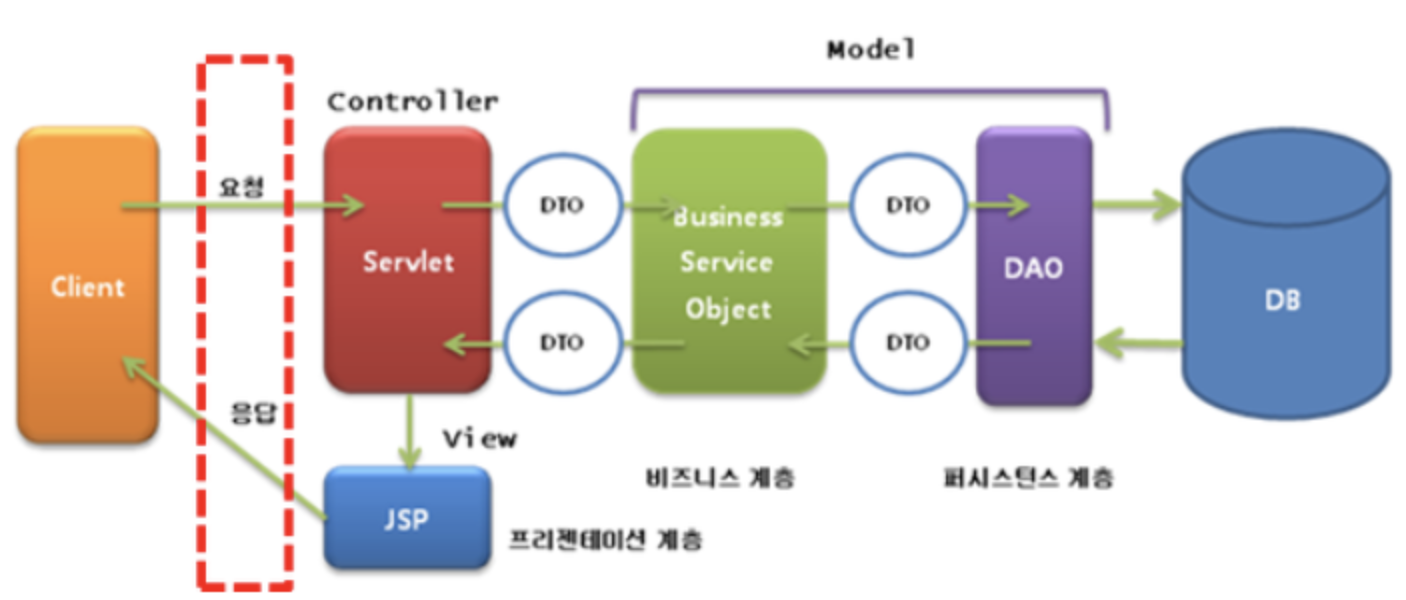 Model
Controller
요청
DTO
DTO
Business
Service
Object
Servlet
Client
DAO
DB
DTO
DTO
응답
View
비즈니스 계층
퍼시스턴스 계층
JSP
프리젠테이션 계층